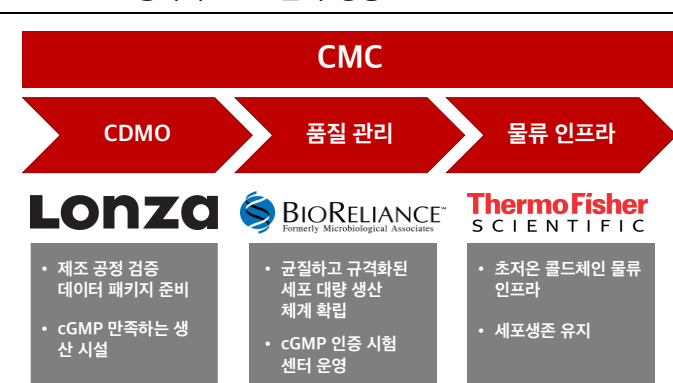 CMC
CDMO
품질 관리
물류 인프라
Lonza
BIORELIANCE™
Formerly Microbiological Associates
ThermoFisher
SCIENTIFIC
• 제조 공정 검증
데이터 패키지 준비
• cGMP 만족하는 생
산 시설
• 균질하고 규격화된
세포 대량 생산
체계 확립
• cGMP 인증 시험
센터 운영
• 초저온 콜드체인 물류
인프라
• 세포생존 유지